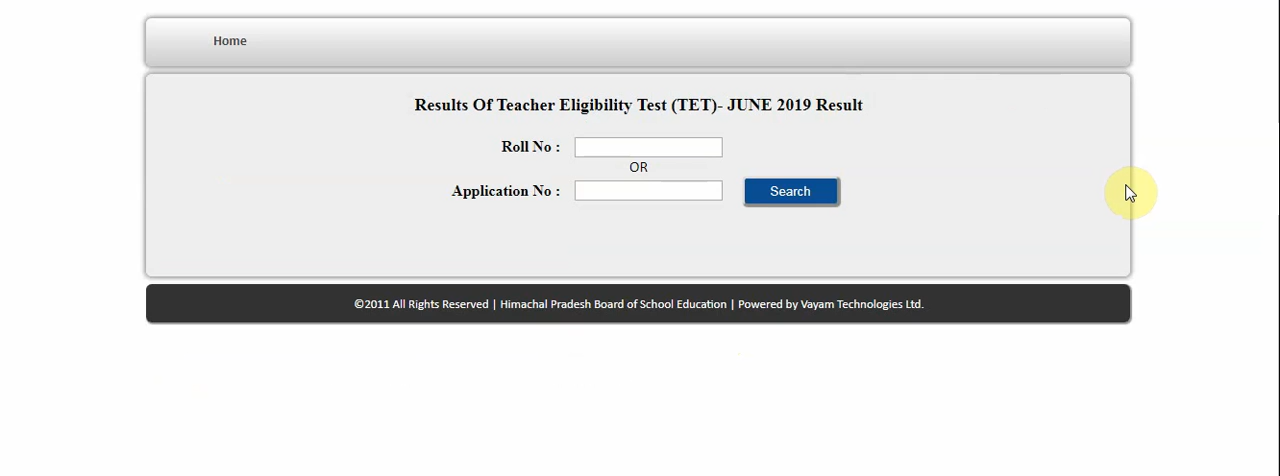 Home
Results Of Teacher Eligibility Test (TET)- JUNE 2019 Result
Roll No :
OR
Application No :
Search
©2011 All Rights Reserved | Himachal Pradesh Board of School Education | Powered by Vayam Technologies Ltd.